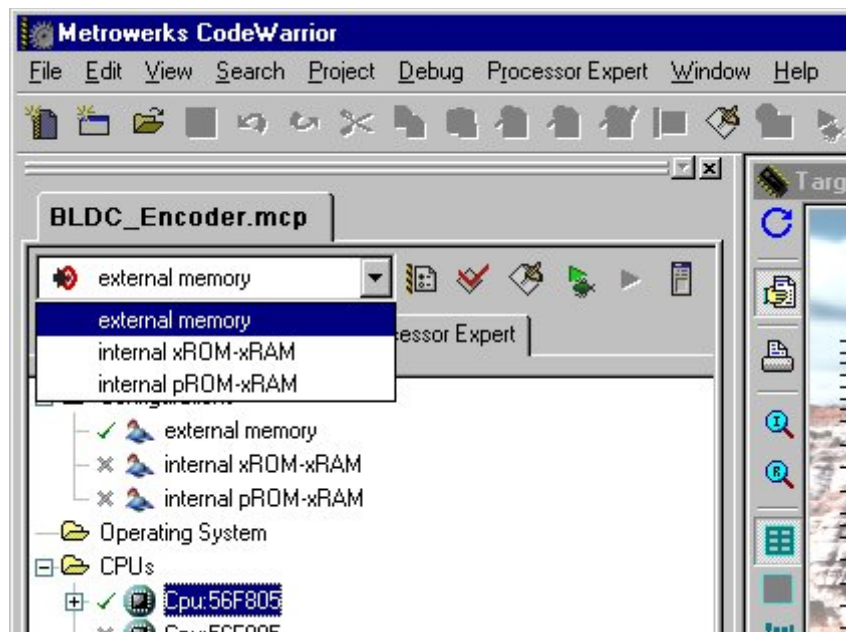 Metrowerks CodeWarrior
File Edit View Search Project Debug Processor Expert Window Help
Targ
BLDC_Encoder.mcp
external memory
external memory
internal xROM-xRAM
internal pROM-xRAM
essor Expert
external memory
internal xROM-xRAM
internal pROM-xRAM
Operating System
CPUs
Cpu:56F805